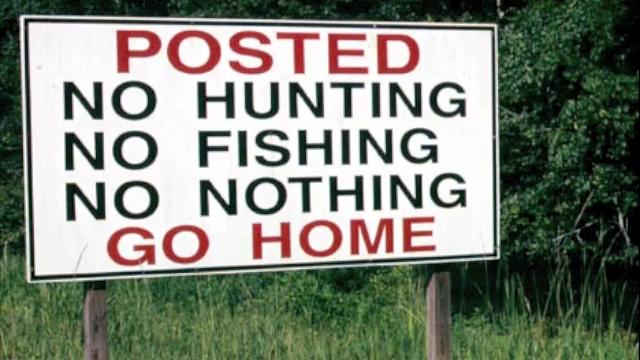 POSTED
NO HUNTING
NO FISHING
NO NOTHING
GO HOME